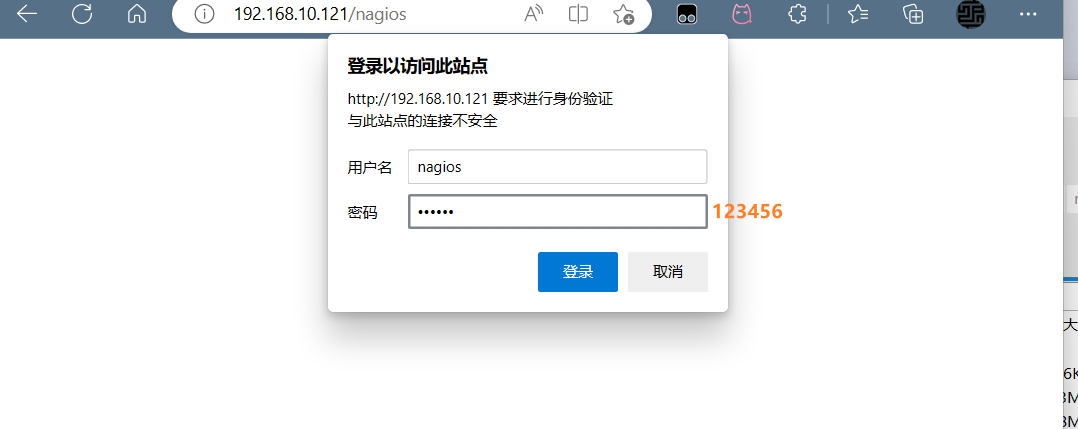 192.168.10.121/nagios
登录以访问此站点
http://192.168.10.121 要求进行身份验证
与此站点的连接不安全
用户名 nagios
密码 •••••• 123456
登录 取消
大
6K
3M
3M